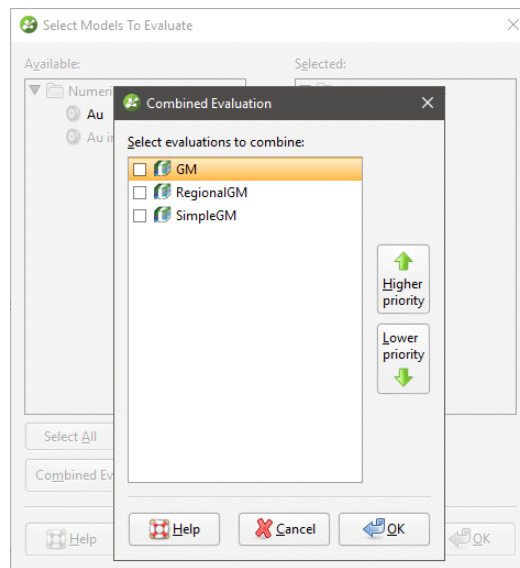 Select Models To Evaluate
Available:
Selected:
Numeri
Au
Au in
Combined Evaluation
Select evaluations to combine:
GM
RegionalGM
SimpleGM
Higher
priority
Lower
priority
Select All
Combined Ev
Help
Cancel
OK
Help
OK